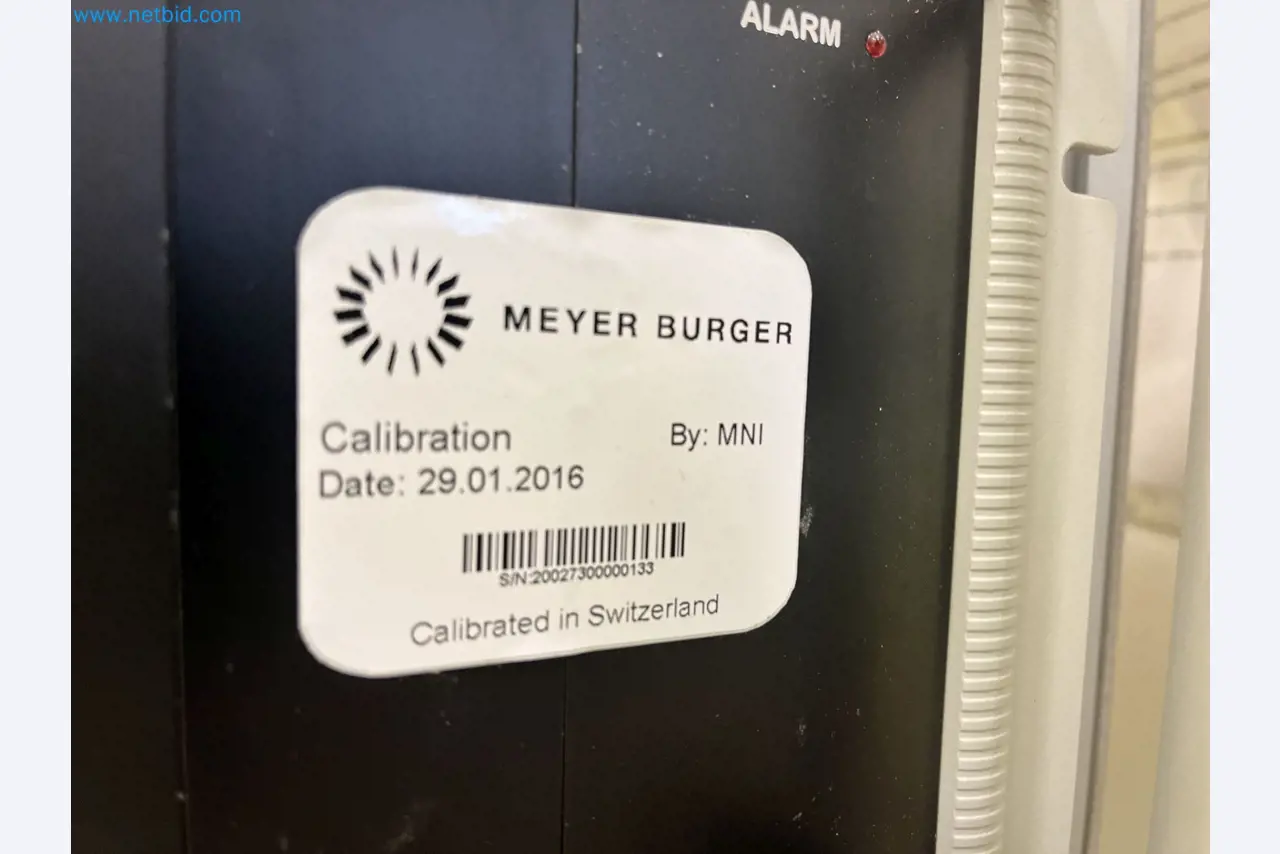 www.netbid.com
ALARM
MEYER BURGER
Calibration
By: MNI
Date: 29.01.2016
S/N:20027300000133
Calibrated in Switzerland